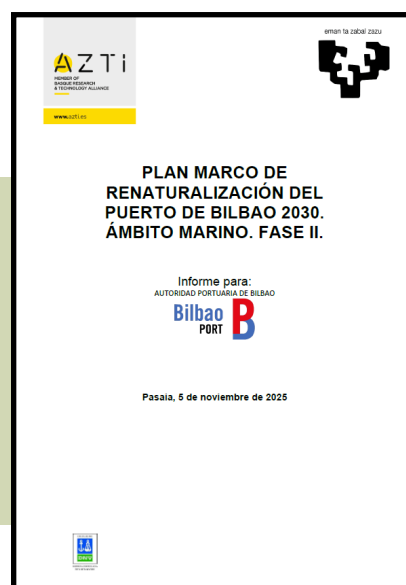 eman ta zabal zazu
AZTi
MEMBER OF
BASQUE RESEARCH
& TECHNOLOGY ALLIANCE
www.azti.es
PLAN MARCO DE
RENATURALIZACIÓN DEL
PUERTO DE BILBAO 2030.
ÁMBITO MARINO. FASE II.
Informe para:
AUTORIDAD PORTUARIA DE BILBAO
Bilbao
PORT
B
Pasaia, 5 de noviembre de 2025